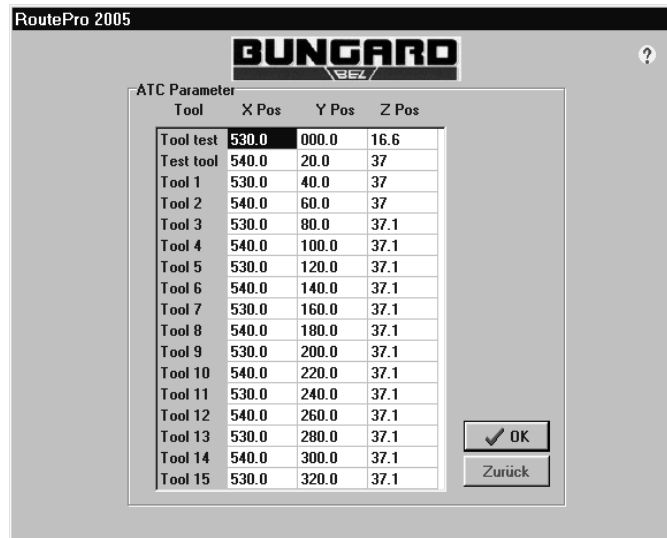 RoutePro 2005
BUNGARD
BEZ
?
ATC Parameter
Tool X Pos Y Pos Z Pos
Tool test 530.0 000.0 16.6
Test tool 540.0 20.0 37
Tool 1 530.0 40.0 37
Tool 2 540.0 60.0 37
Tool 3 530.0 80.0 37.1
Tool 4 540.0 100.0 37.1
Tool 5 530.0 120.0 37.1
Tool 6 540.0 140.0 37.1
Tool 7 530.0 160.0 37.1
Tool 8 540.0 180.0 37.1
Tool 9 530.0 200.0 37.1
Tool 10 540.0 220.0 37.1
Tool 11 530.0 240.0 37.1
Tool 12 540.0 260.0 37.1
Tool 13 530.0 280.0 37.1
Tool 14 540.0 300.0 37.1
Tool 15 530.0 320.0 37.1
OK
Zurück